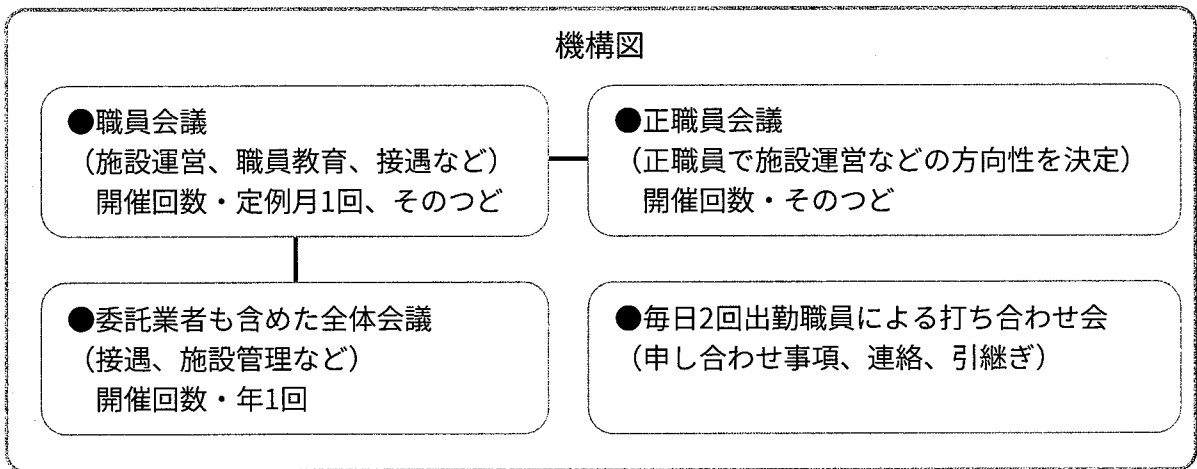 機構図
●職員会議
（施設運営、職員教育、接遇など）
開催回数・定例月1回、そのつど
●正職員会議
（正職員で施設運営などの方向性を決定）
開催回数・そのつど
●委託業者も含めた全体会議
（接遇、施設管理など）
開催回数・年1回
●毎日2回出勤職員による打ち合わせ会
（申し合わせ事項、連絡、引継ぎ）